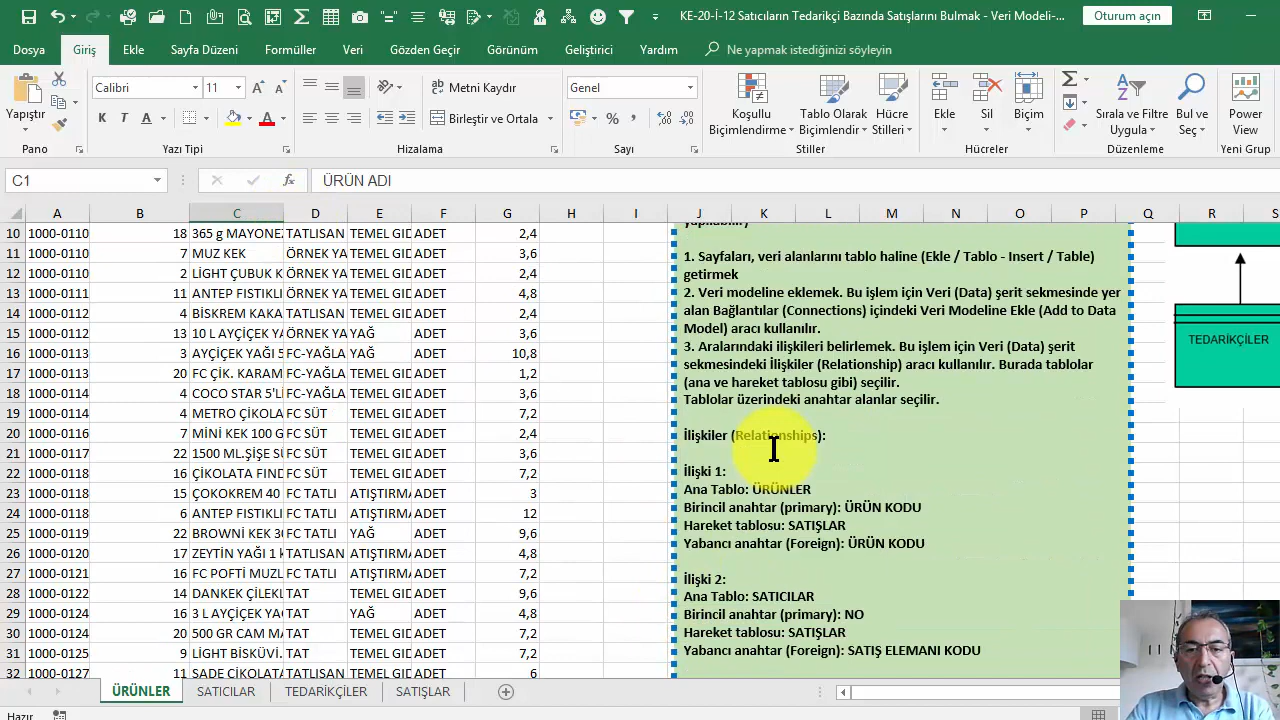 KE-20-İ-12 Satıcıların Tedarikçi Bazında Satışlarını Bulmak - Veri Modeli-...
Oturum açın
Dosya Giriş Ekle Sayfa Düzeni Formüller Veri Gözden Geçir Görünüm Geliştirici Yardım Ne yapmak istediğinizi söyleyin
Yapıştır
Calibri 11
K T A
Metni Kaydır
Birleştir ve Ortala
Genel
Koşullu Biçimlendirme
Tablo Olarak Biçimlendir
Hücre Stilleri
Ekle Sil Biçim
Sırala ve Filtre Uygula
Bul ve Seç
Power View
Pano Yazı Tipi Hizalama Sayı Stiller Hücreler Düzenleme Yeni Grup
C1 fx ÜRÜN ADI
A B C D E F G H I J K L M N O P Q R S
10 1000-0110 18 365 g MAYONEZ TATLISAN TEMEL GID ADET 2,4
11 1000-0110 7 MUZ KEK ÖRNEK YA TEMEL GID ADET 3,6
12 1000-0110 2 LİGHT ÇUBUK K ÖRNEK YA TEMEL GID ADET 2,4
13 1000-0111 11 ANTEP FISTIKLI ÖRNEK YA TEMEL GID ADET 4,8
14 1000-0112 4 BİSKREM KAKA TATLISAN TEMEL GID ADET 2,4
15 1000-0112 13 10 L AYÇİÇEK YA ÖRNEK YA YAĞ ADET 3,6
16 1000-0113 3 AYÇİÇEK YAĞI 5 FC-YAĞLA YAĞ ADET 10,8
17 1000-0113 20 FC ÇİK. KARAM FC-YAĞLA TEMEL GID ADET 1,2
18 1000-0114 4 COCO STAR 5'Lİ FC-YAĞLA TEMEL GID ADET 3,6
19 1000-0114 4 METRO ÇİKOLA FC SÜT TEMEL GID ADET 7,2
20 1000-0116 7 MİNİ KEK 100 G FC SÜT TEMEL GID ADET 2,4
21 1000-0117 22 1500 ML.ŞİŞE SÜ FC SÜT TEMEL GID ADET 3,6
22 1000-0118 16 ÇİKOLATA FIND FC SÜT TEMEL GID ADET 7,2
23 1000-0118 15 ÇOKOKREM 40 FC TATLI ATIŞTIRMA ADET 3
24 1000-0118 6 ANTEP FISTIKLI FC TATLI ATIŞTIRMA ADET 12
25 1000-0119 22 BROWNİ KEK 30 FC TATLI YAĞ ADET 9,6
26 1000-0120 17 ZEYTİN YAĞI 1 TATLISAN ATIŞTIRMA ADET 4,8
27 1000-0121 16 FC POFTİ MUZL FC TATLI ATIŞTIRMA ADET 7,2
28 1000-0122 14 DANKEK ÇİLEKL TAT TEMEL GID ADET 9,6
29 1000-0124 16 3 L AYÇİÇEK YAĞ TAT YAĞ ADET 4,8
30 1000-0124 20 500 GR CAM MA TAT TEMEL GID ADET 7,2
31 1000-0125 9 LİGHT BİSKÜVİ. TAT TEMEL GID ADET 7,2
32 1000-0127 11 SADE ÇİKOLAT TATLISAN TEMEL GID ADET 6
yapılabilir)
1. Sayfaları, veri alanlarını tablo haline (Ekle / Tablo - Insert / Table)
getirmek
2. Veri modeline eklemek. Bu işlem için Veri (Data) şerit sekmesinde yer
alan Bağlantılar (Connections) içindeki Veri Modeline Ekle (Add to Data
Model) aracı kullanılır.
3. Aralarındaki ilişkileri belirlemek. Bu işlem için Veri (Data) şerit
sekmesindeki İlişkiler (Relationship) aracı kullanılır. Burada tablolar
(ana ve hareket tablosu gibi) seçilir.
Tablolar üzerindeki anahtar alanlar seçilir.
İlişkiler (Relationships):
İlişki 1:
Ana Tablo: ÜRÜNLER
Birincil anahtar (primary): ÜRÜN KODU
Hareket tablosu: SATIŞLAR
Yabancı anahtar (Foreign): ÜRÜN KODU
İlişki 2:
Ana Tablo: SATICILAR
Birincil anahtar (primary): NO
Hareket tablosu: SATIŞLAR
Yabancı anahtar (Foreign): SATIŞ ELEMANI KODU
TEDARİKÇİLER
ÜRÜNLER SATICILAR TEDARİKÇİLER SATIŞLAR
Hazır